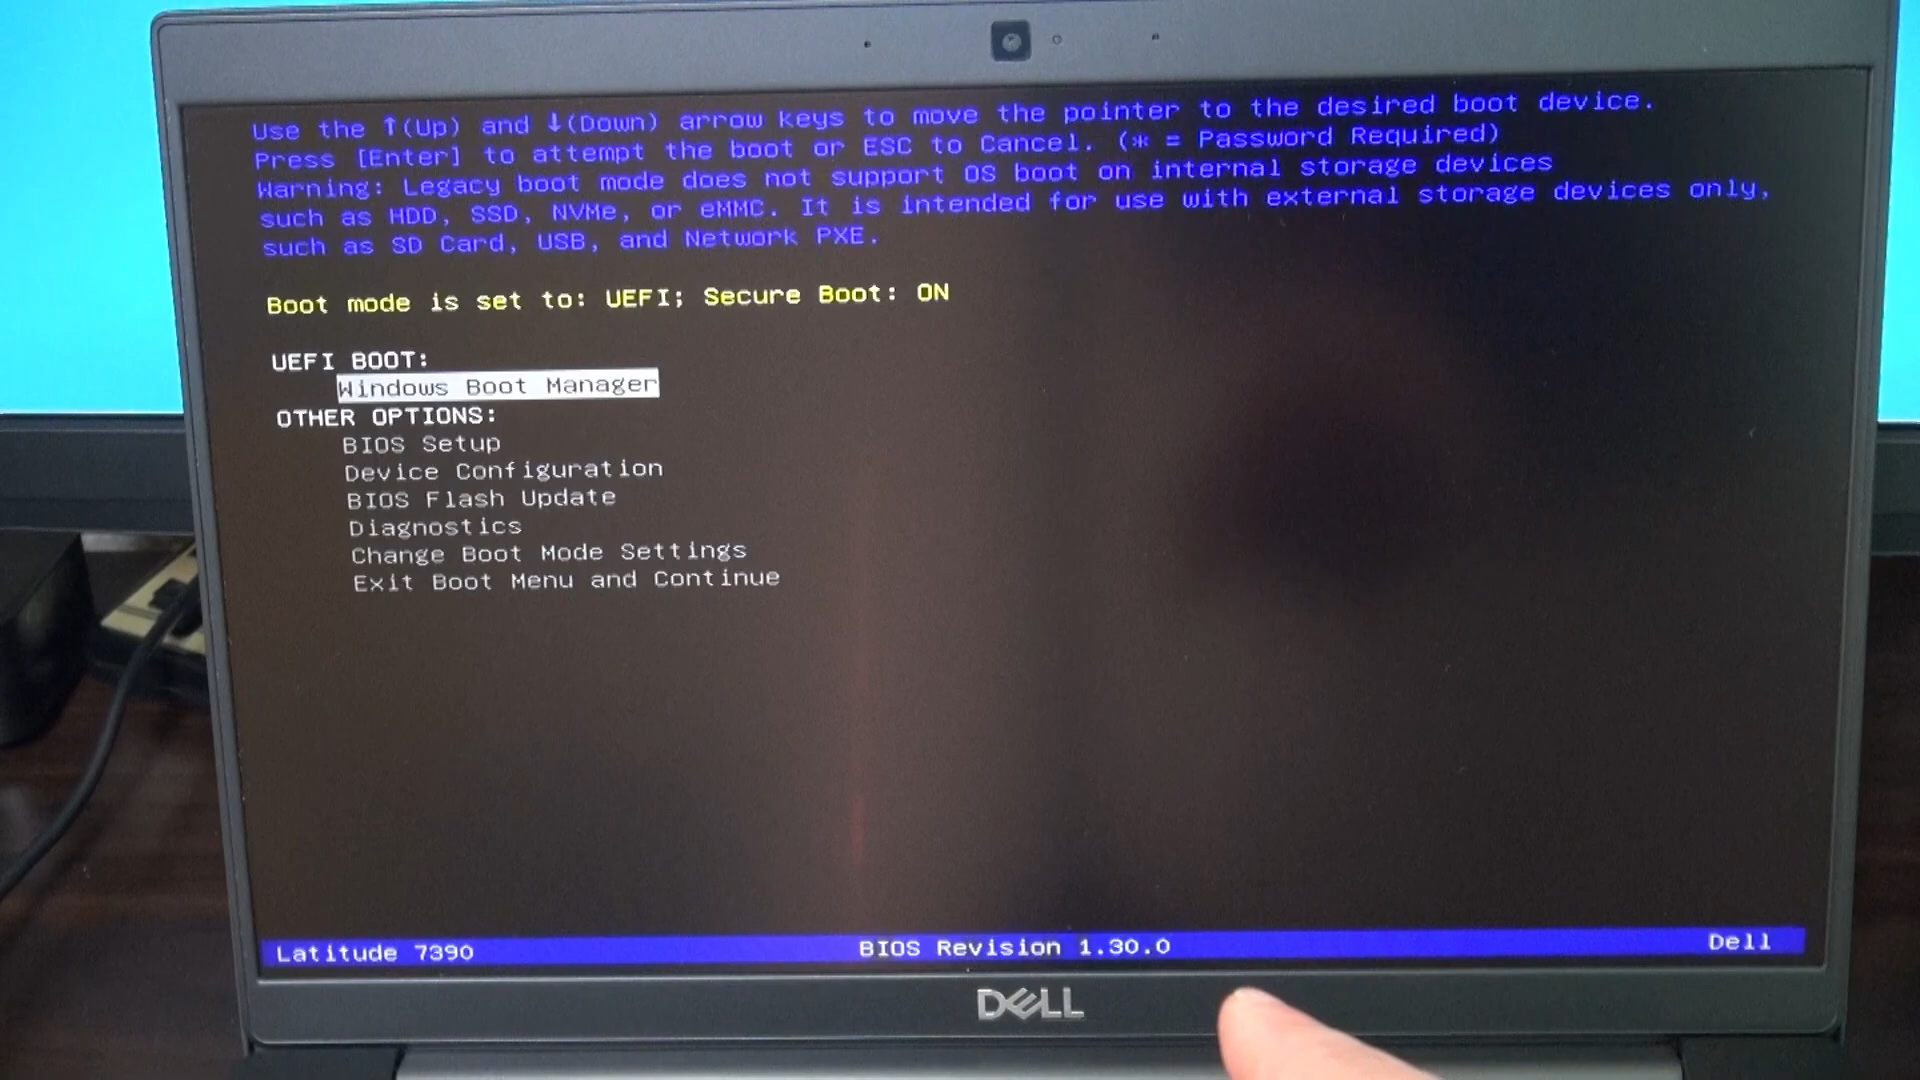 Use the ↑(Up) and ↓(Down) arrow keys to move the pointer to the desired boot device.
Press [Enter] to attempt the boot or ESC to Cancel. (* = Password Required)
Warning: Legacy boot mode does not support OS boot on internal storage devices
such as HDD, SSD, NVMe, or eMMC. It is intended for use with external storage devices only,
such as SD Card, USB, and Network PXE.
Boot mode is set to: UEFI; Secure Boot: ON
UEFI BOOT:
Windows Boot Manager
OTHER OPTIONS:
BIOS Setup
Device Configuration
BIOS Flash Update
Diagnostics
Change Boot Mode Settings
Exit Boot Menu and Continue
Latitude 7390 BIOS Revision 1.30.0 Dell
DELL